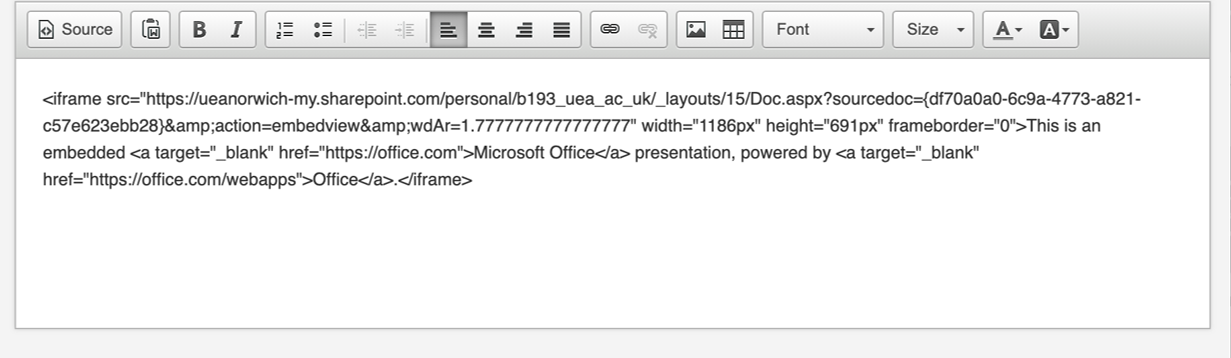 Source B I Font Size A A
<iframe src="https://ueanorwich-my.sharepoint.com/personal/b193_uea_ac_uk/_layouts/15/Doc.aspx?sourcedoc={df70a0a0-6c9a-4773-a821-
c57e623ebb28}&amp;action=embedview&amp;wdAr=1.7777777777777777" width="1186px" height="691px" frameborder="0">This is an
embedded <a target="_blank" href="https://office.com">Microsoft Office</a> presentation, powered by <a target="_blank"
href="https://office.com/webapps">Office</a>.</iframe>